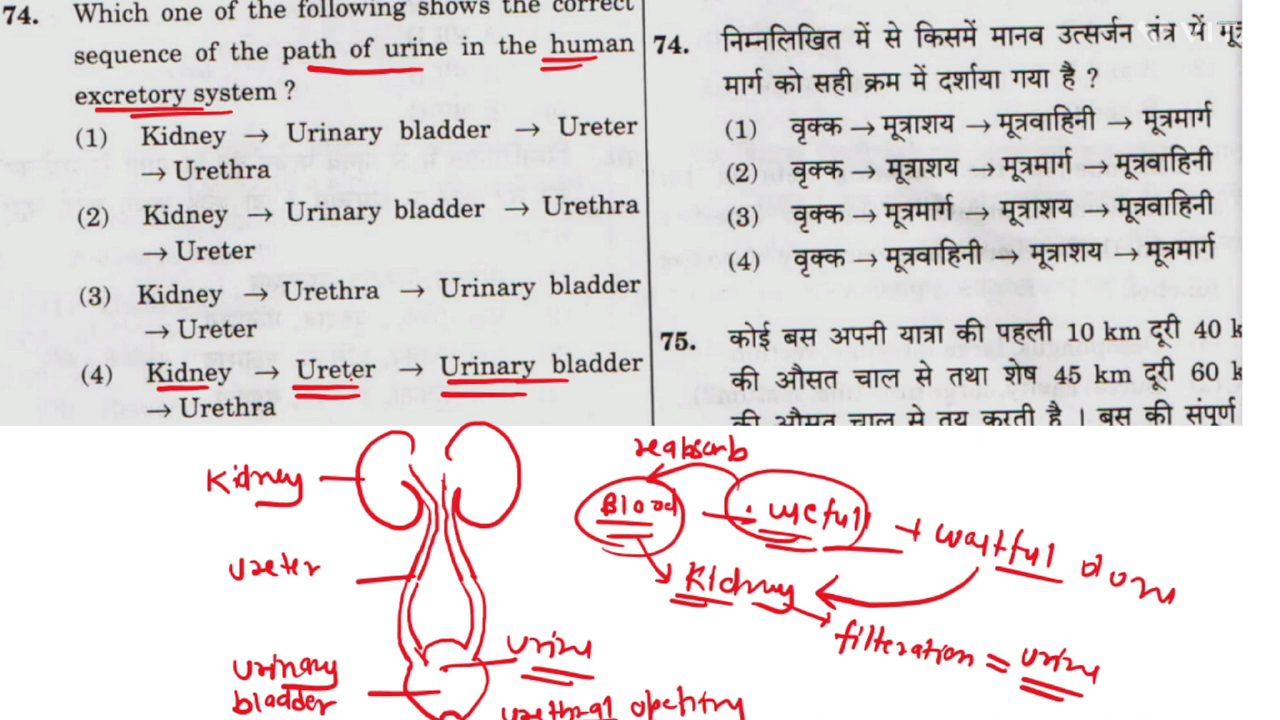 74. Which one of the following shows the correct
sequence of the path of urine in the human
excretory system ?
(1) Kidney → Urinary bladder → Ureter
→ Urethra
(2) Kidney → Urinary bladder → Urethra
→ Ureter
(3) Kidney → Urethra → Urinary bladder
→ Ureter
(4) Kidney → Ureter → Urinary bladder
→ Urethra
74. निम्नलिखित में से किसमें मानव उत्सर्जन तंत्र में
मार्ग को सही क्रम में दर्शाया गया है ?
(1) वृक्क → मूत्राशय → मूत्रवाहिनी → मूत्रमार्ग
(2) वृक्क → मूत्राशय → मूत्रमार्ग → मूत्रवाहिनी
(3) वृक्क → मूत्रमार्ग → मूत्राशय → मूत्रवाहिनी
(4) वृक्क → मूत्रवाहिनी → मूत्राशय → मूत्रमार्ग
75. कोई बस अपनी यात्रा की पहली 10 km दूरी 40 k
की औसत चाल से तथा शेष 45 km दूरी 60 k
की औसत चाल से तय करती है । बस की संपूर्ण
Kidney
ureter
urinary
bladder
urine
urethral opening
reabsorb
Blood
usefull + wastful
Kidney
filteration = urine